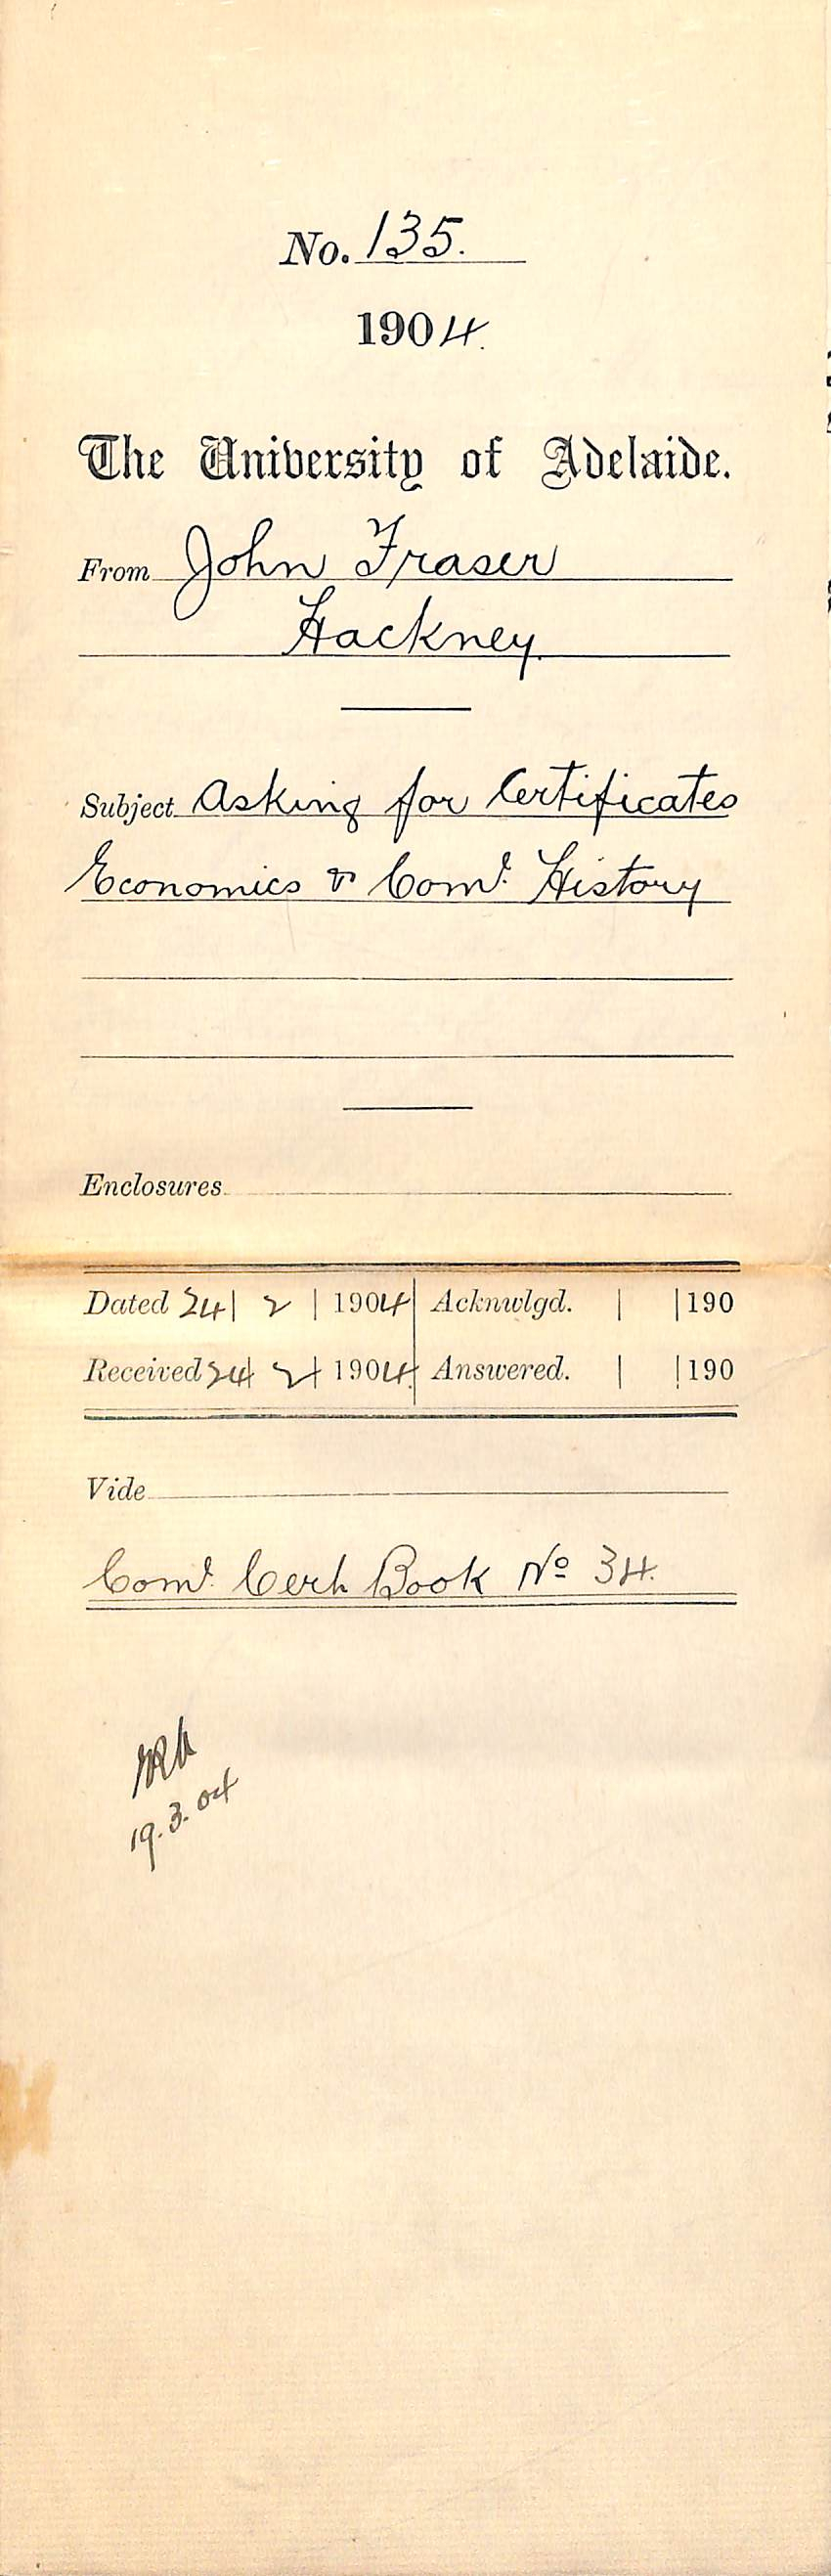 No. 135.
1904.
The University of Adelaide.
From John Fraser
Hackney.
Subject Asking for Certificates
Economics & Coml. History
Enclosures
Dated 24| 2 | 1904 | Acknwlgd. | |190
Received 24| 2| 1904. | Answered. | |190
Vide
Coml. Cert Book No 34.
19.3.04